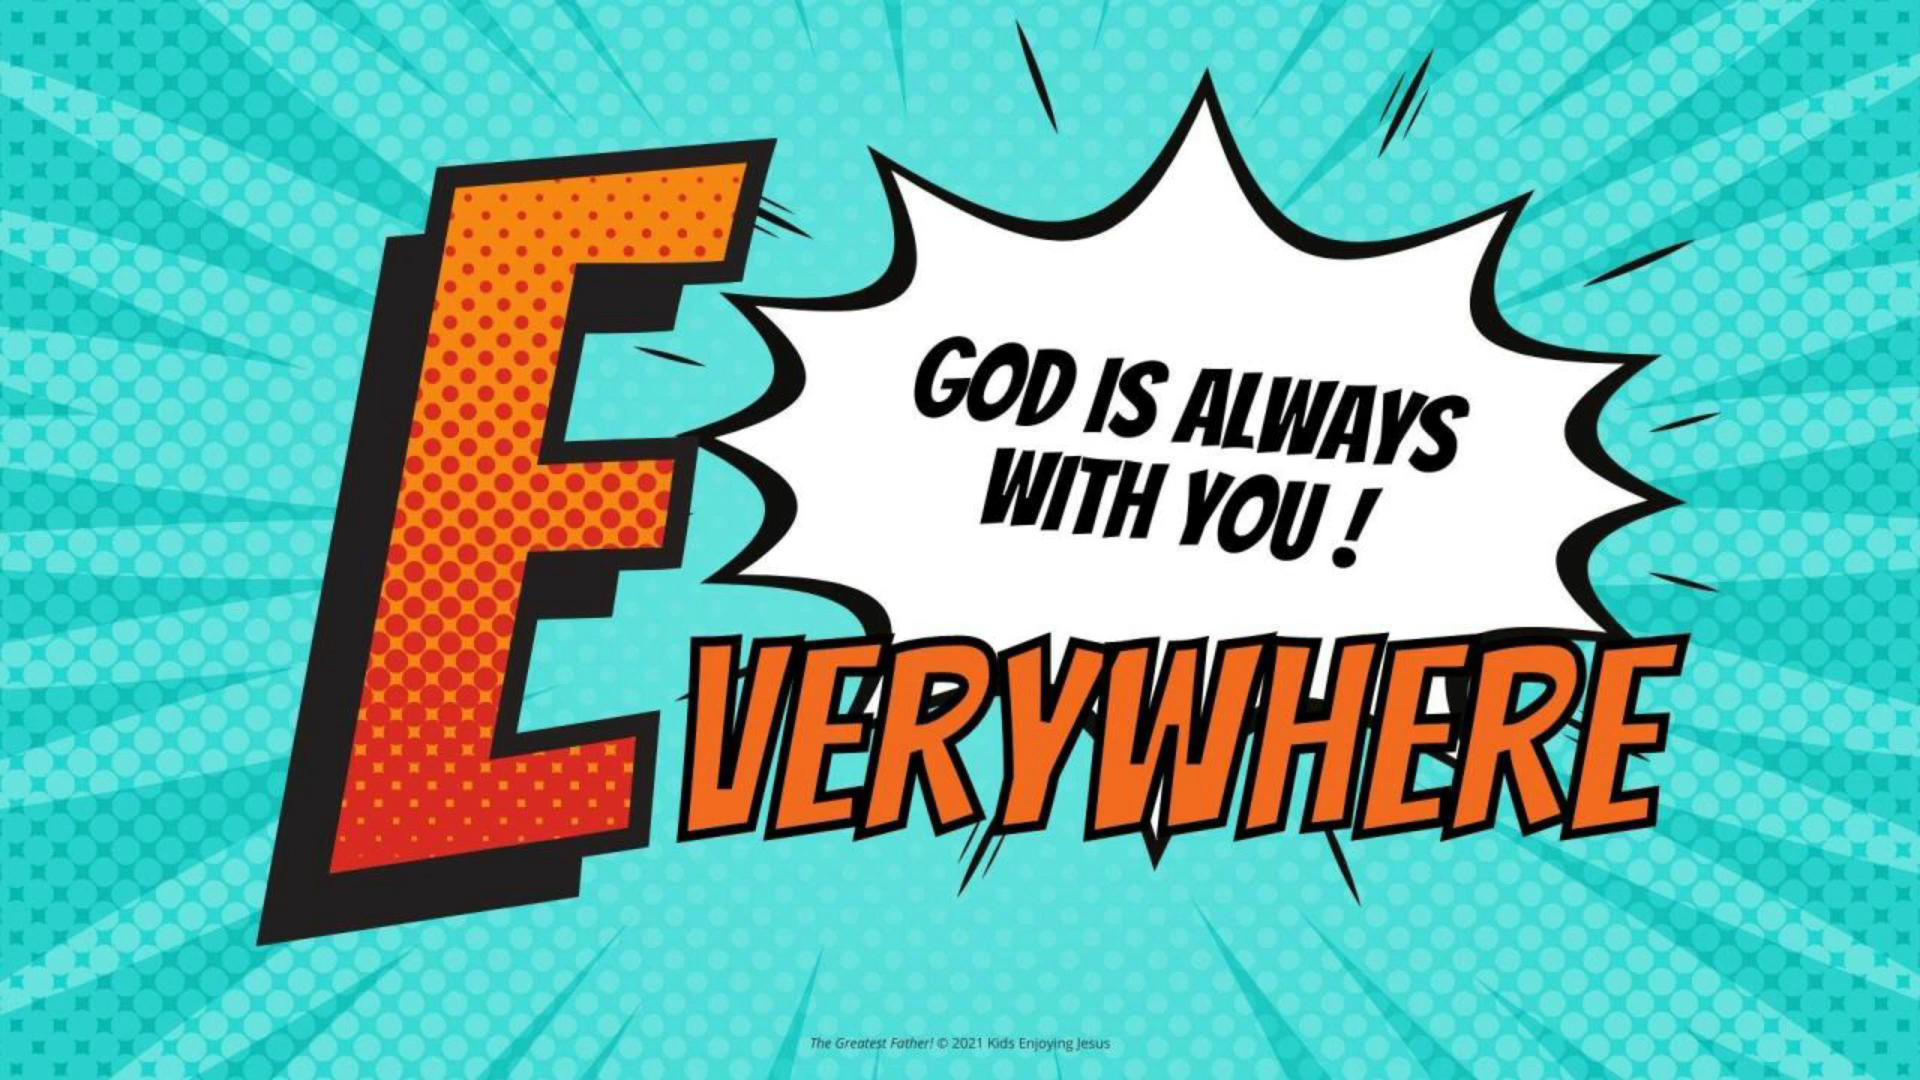 GOD IS ALWAYS
WITH YOU !
EVERYWHERE
The Greatest Father! © 2021 Kids Enjoying Jesus